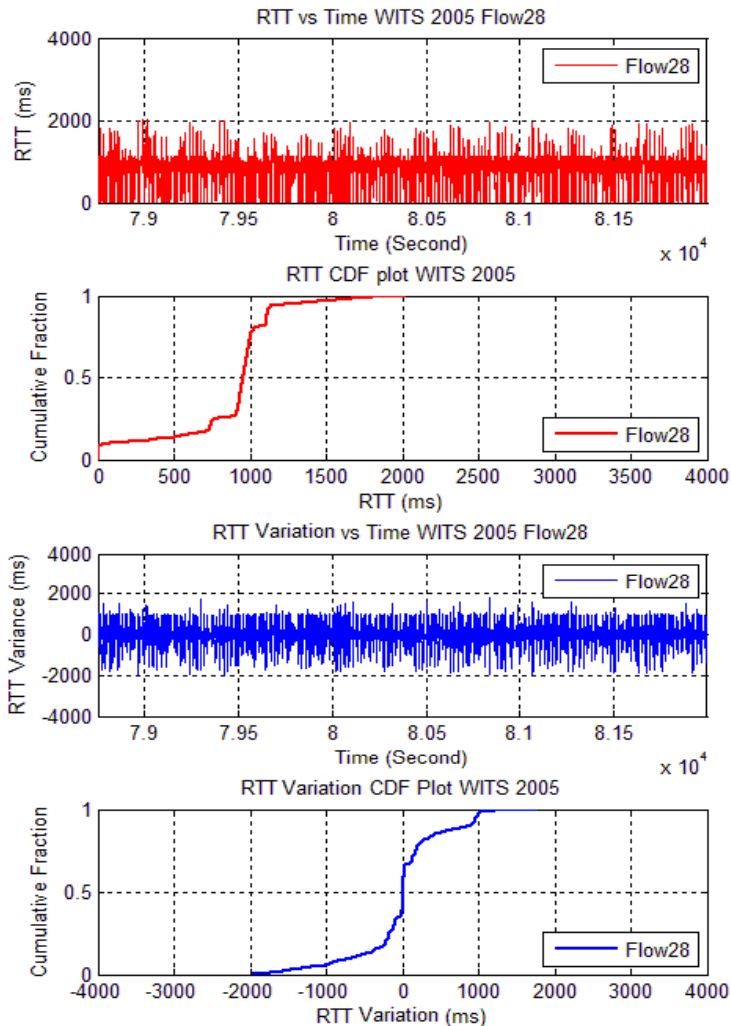 RTT vs Time WITS 2005 Flow28
4000
2000
0
RTT (ms)
Flow28
7.9 7.95 8 8.05 8.1 8.15
Time (Second)
x 10^4
RTT CDF plot WITS 2005
1
0.5
0
Cumulative Fraction
Flow28
0 500 1000 1500 2000 2500 3000 3500 4000
RTT (ms)
RTT Variation vs Time WITS 2005 Flow28
4000
2000
0
-2000
-4000
RTT Variance (ms)
Flow28
7.9 7.95 8 8.05 8.1 8.15
Time (Second)
x 10^4
RTT Variation CDF Plot WITS 2005
1
0.5
0
Cumulative Fraction
Flow28
-4000 -3000 -2000 -1000 0 1000 2000 3000 4000
RTT Variation (ms)